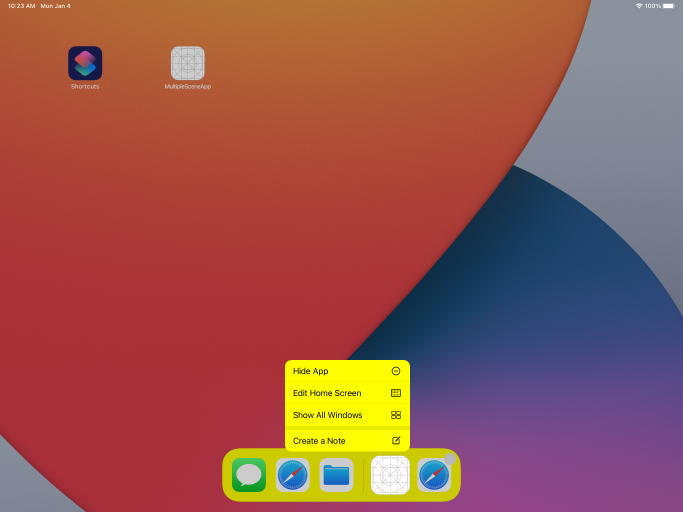 10:23 AM Mon Jan 4
100%
Shortcuts
MultipleSceneApp
Hide App
Edit Home Screen
Show All Windows
Create a Note